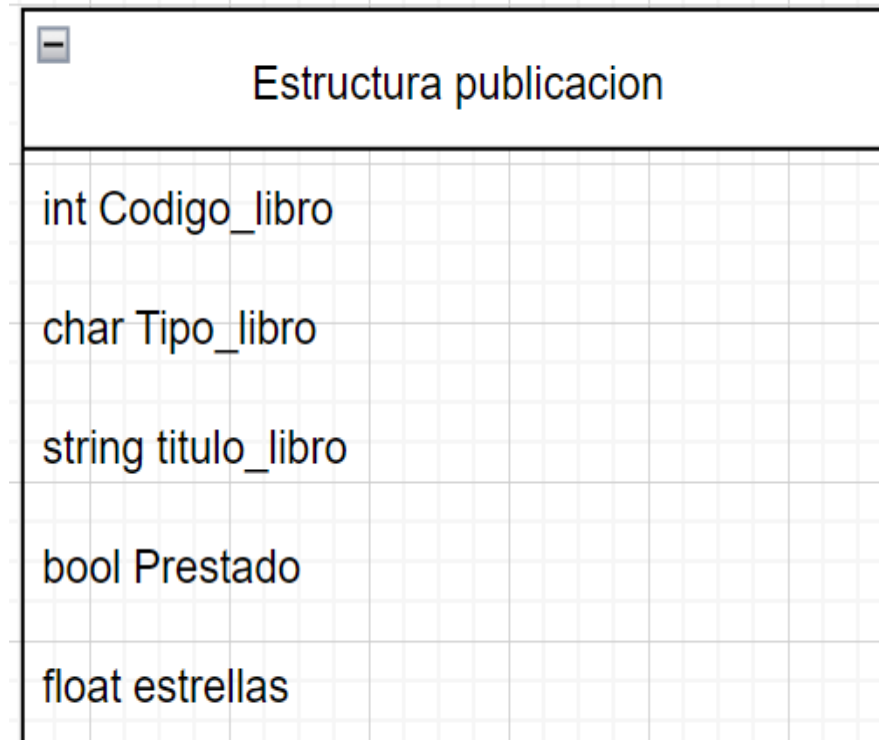 Estructura publicacion
int Codigo_libro
char Tipo_libro
string titulo_libro
bool Prestado
float estrellas